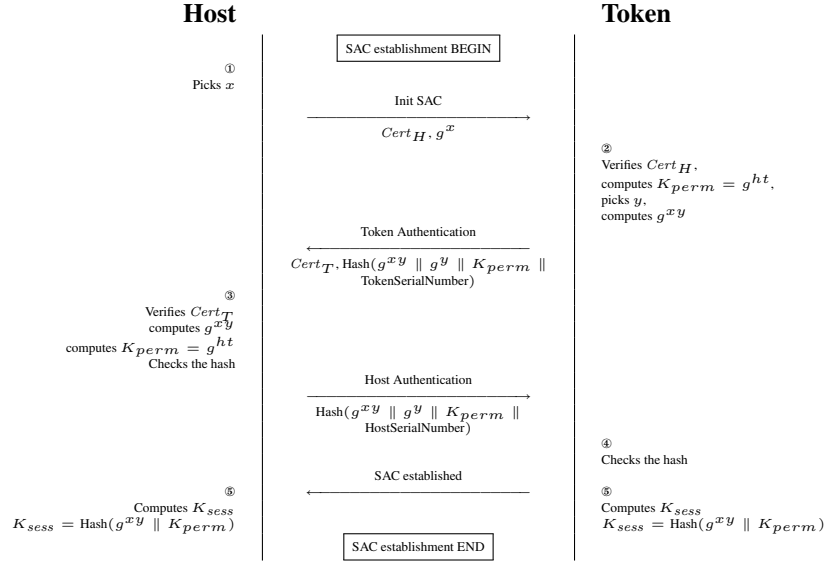 Host
Token
SAC establishment BEGIN
①
Picks x
Init SAC
Cert_H, g^x
②
Verifies Cert_H,
computes K_perm = g^ht,
picks y,
computes g^xy
Token Authentication
Cert_T, Hash(g^xy ∥ g^y ∥ K_perm ∥
TokenSerialNumber)
③
Verifies Cert_T
computes g^xy
computes K_perm = g^ht
Checks the hash
Host Authentication
Hash(g^xy ∥ g^y ∥ K_perm ∥
HostSerialNumber)
④
Checks the hash
SAC established
⑤
Computes K_sess
K_sess = Hash(g^xy ∥ K_perm)
⑤
Computes K_sess
K_sess = Hash(g^xy ∥ K_perm)
SAC establishment END